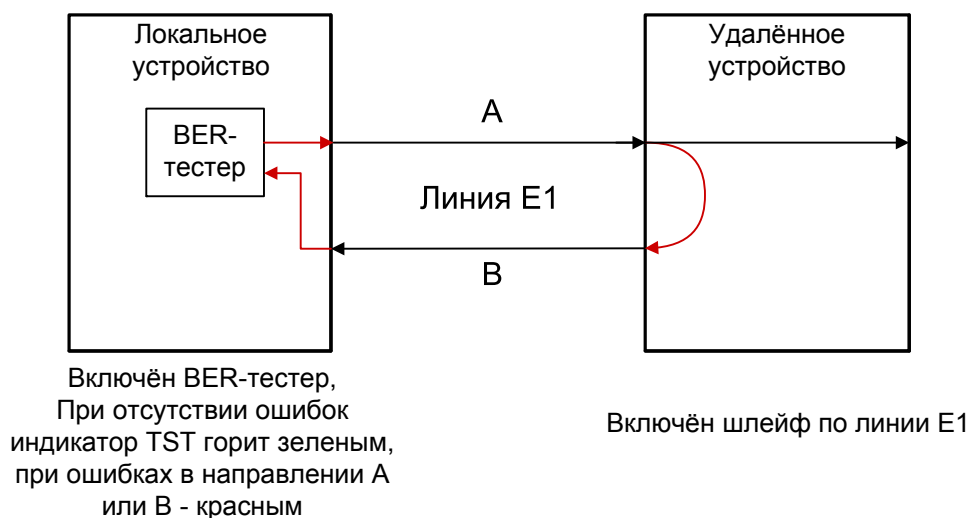 Локальное
устройство
Удалённое
устройство
BER-
тестер
A
Линия E1
B
Включён BER-тестер,
При отсутствии ошибок
индикатор TST горит зеленым,
при ошибках в направлении A
или B - красным
Включён шлейф по линии E1